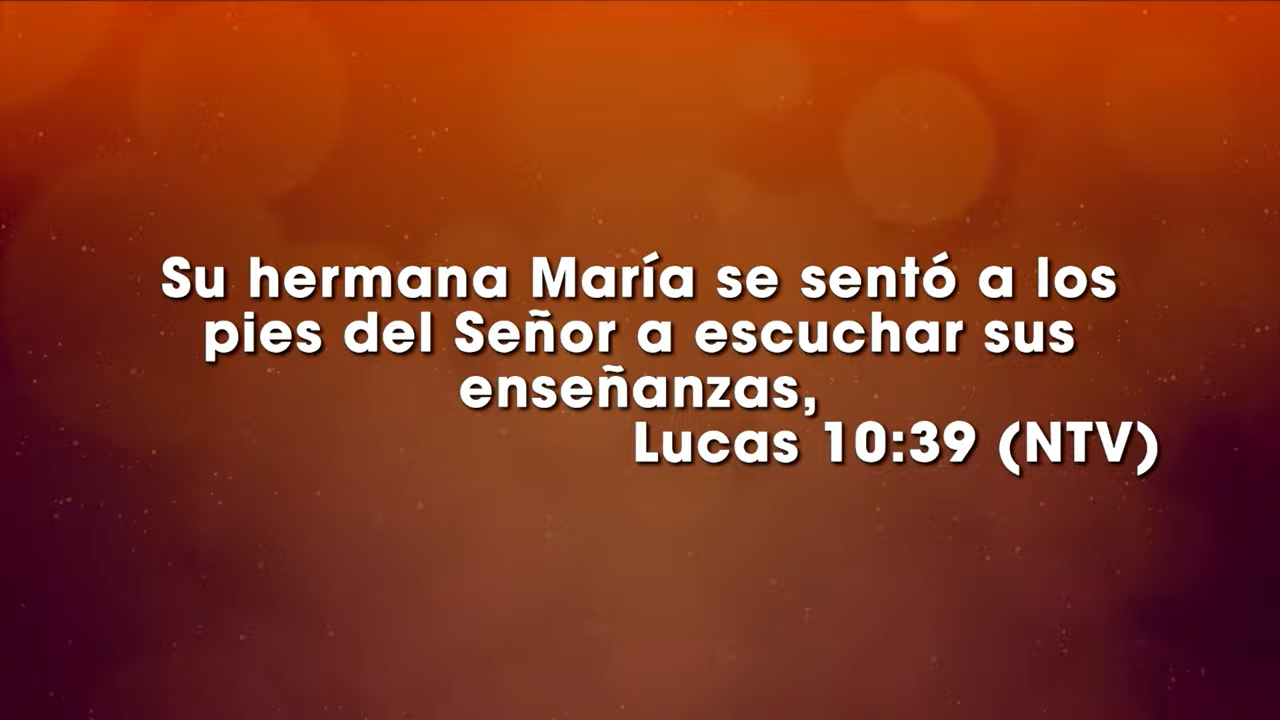 Su hermana María se sentó a los
pies del Señor a escuchar sus
enseñanzas,
Lucas 10:39 (NTV)